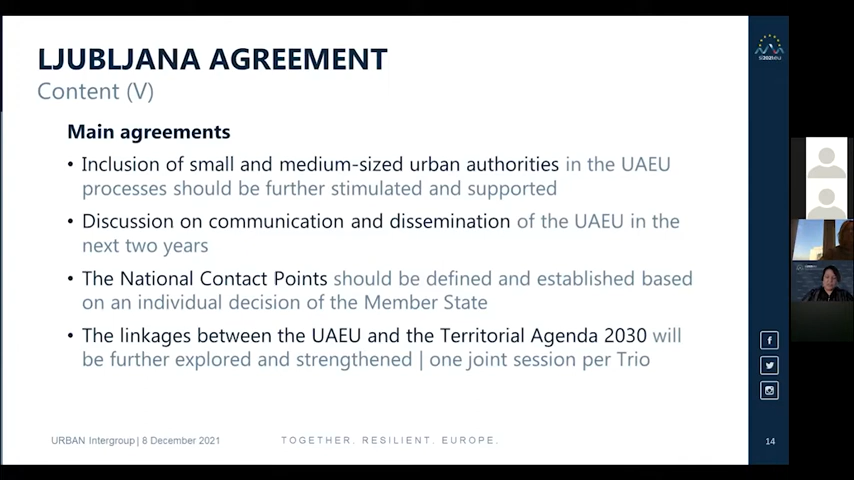 LJUBLJANA AGREEMENT
Content (V)
Main agreements
• Inclusion of small and medium-sized urban authorities in the UAEU
processes should be further stimulated and supported
• Discussion on communication and dissemination of the UAEU in the
next two years
• The National Contact Points should be defined and established based
on an individual decision of the Member State
• The linkages between the UAEU and the Territorial Agenda 2030 will
be further explored and strengthened | one joint session per Trio
URBAN Intergroup | 8 December 2021
TOGETHER. RESILIENT. EUROPE.
14
si2021.eu